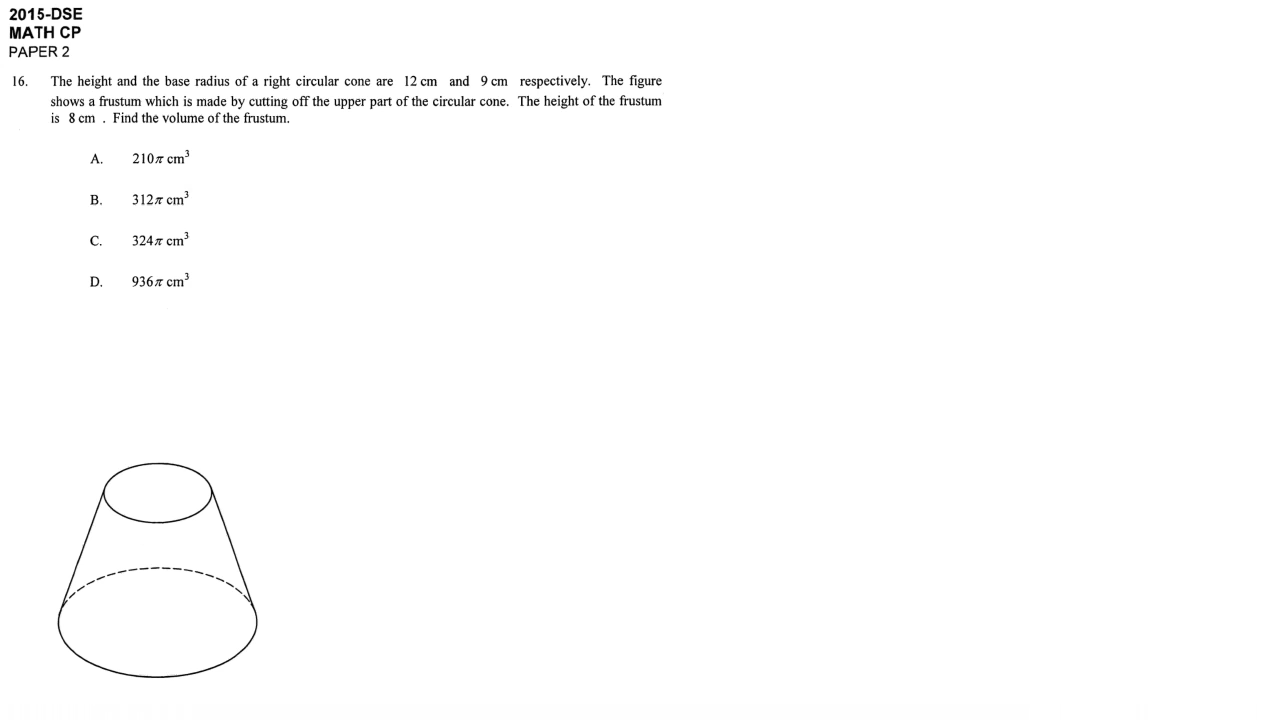 2015-DSE
MATH CP
PAPER 2
16. The height and the base radius of a right circular cone are 12 cm and 9 cm respectively. The figure
shows a frustum which is made by cutting off the upper part of the circular cone. The height of the frustum
is 8 cm . Find the volume of the frustum.
A. 210π cm³
B. 312π cm³
C. 324π cm³
D. 936π cm³